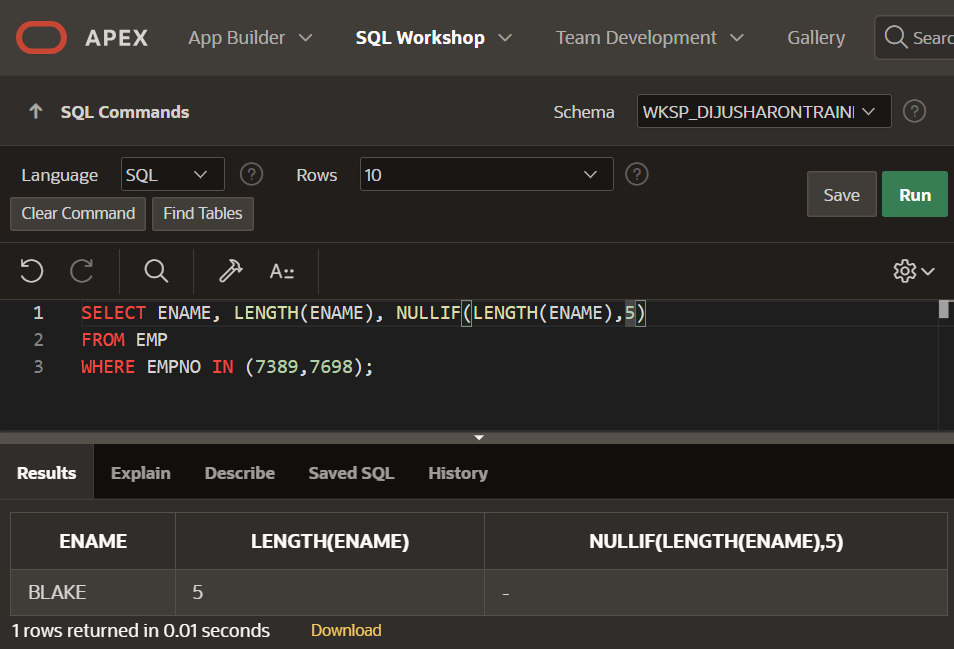 APEX App Builder SQL Workshop Team Development Gallery Searc
SQL Commands Schema WKSP_DIJUSHARONTRAINI ?
Language SQL ? Rows 10 ?
Clear Command Find Tables Save Run
A::
1 SELECT ENAME, LENGTH(ENAME), NULLIF(LENGTH(ENAME),5)
2 FROM EMP
3 WHERE EMPNO IN (7389,7698);
Results Explain Describe Saved SQL History
ENAME LENGTH(ENAME) NULLIF(LENGTH(ENAME),5)
BLAKE 5 -
1 rows returned in 0.01 seconds Download